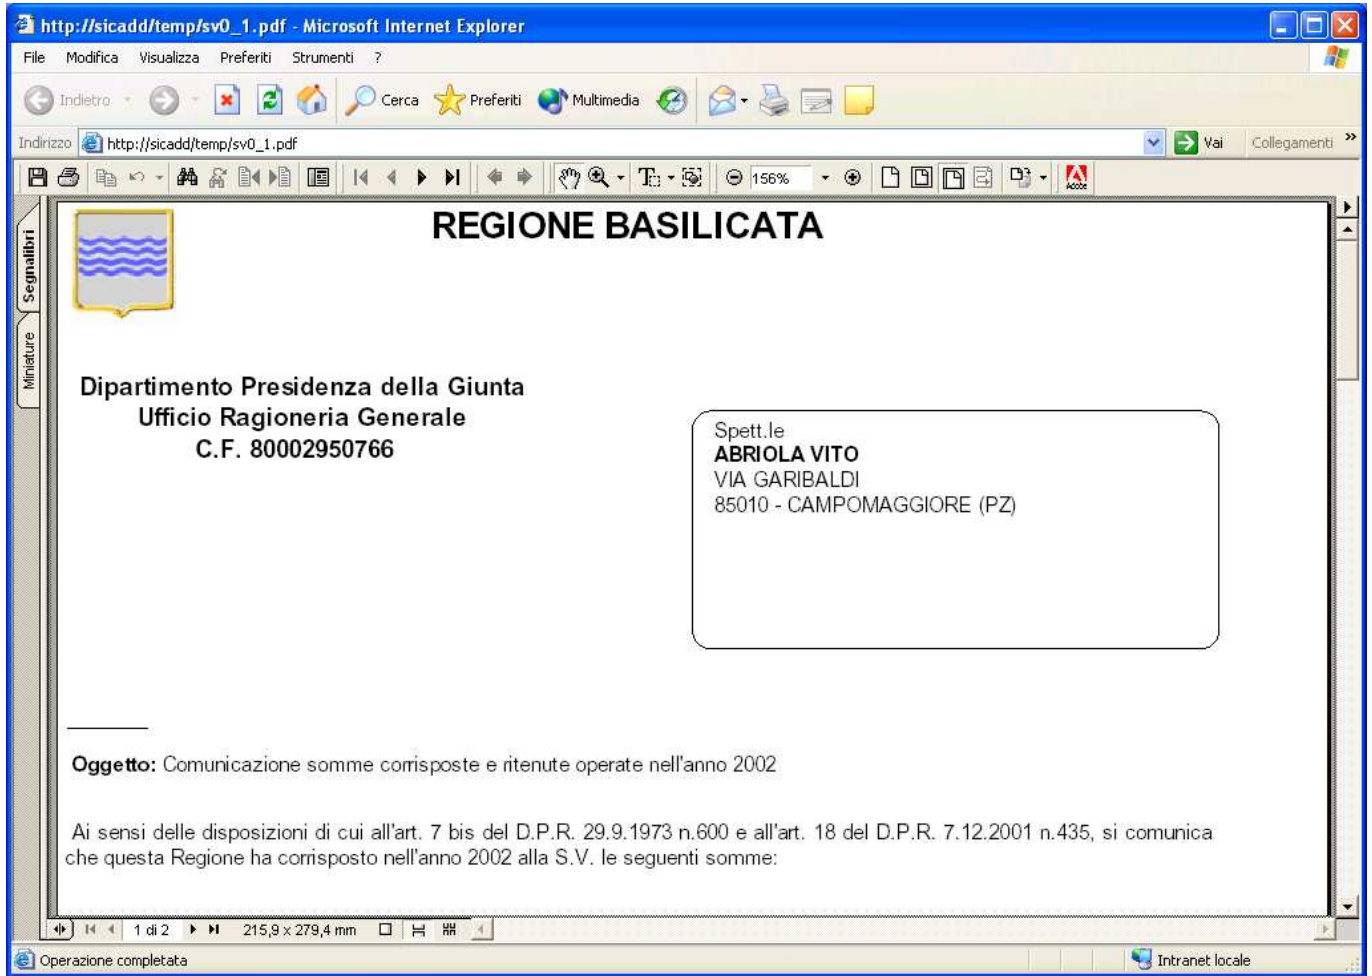 http://sicadd/temp/sv0_1.pdf - Microsoft Internet Explorer
File Modifica Visualizza Preferiti Strumenti ?
Indietro Cerca Preferiti Multimedia
Indirizzo http://sicadd/temp/sv0_1.pdf Vai Collegamenti »
156% Adobe
Segnalibri
Miniature
REGIONE BASILICATA
Dipartimento Presidenza della Giunta
Ufficio Ragioneria Generale
C.F. 80002950766
Spett.le
ABRIOLA VITO
VIA GARIBALDI
85010 - CAMPOMAGGIORE (PZ)
Oggetto: Comunicazione somme corrisposte e ritenute operate nell'anno 2002
Ai sensi delle disposizioni di cui all'art. 7 bis del D.P.R. 29.9.1973 n.600 e all'art. 18 del D.P.R. 7.12.2001 n.435, si comunica
che questa Regione ha corrisposto nell'anno 2002 alla S.V. le seguenti somme:
1 di 2 215,9 x 279,4 mm
Operazione completata Intranet locale